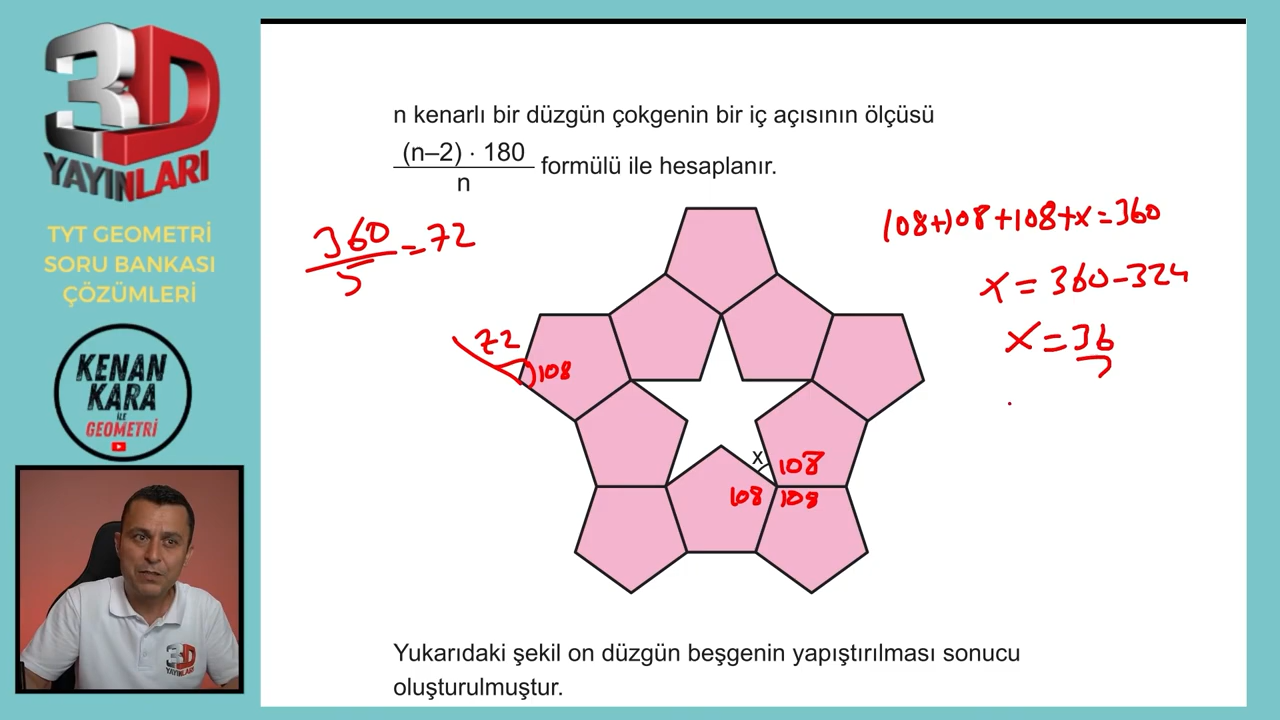 3D
YAYINLARI
TYT GEOMETRİ
SORU BANKASI
ÇÖZÜMLERİ
KENAN
KARA
İLE
GEOMETRİ
3D
YAYINLARI
n kenarlı bir düzgün çokgenin bir iç açısının ölçüsü
(n–2) · 180
n
formülü ile hesaplanır.
360
5
=72
108+108+108+x=360
x=360-324
x=36
72
108
x
108
108
108
Yukarıdaki şekil on düzgün beşgenin yapıştırılması sonucu
oluşturulmuştur.